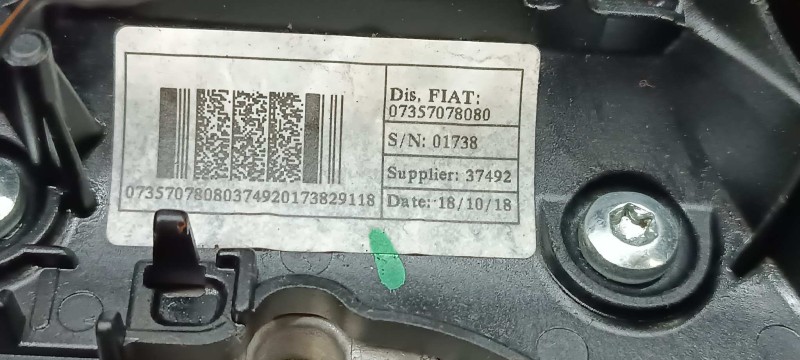 Dis. FIAT:
07357078080
S/N: 01738
Supplier: 37492
Date: 18/10/18
07357078080374920173829118